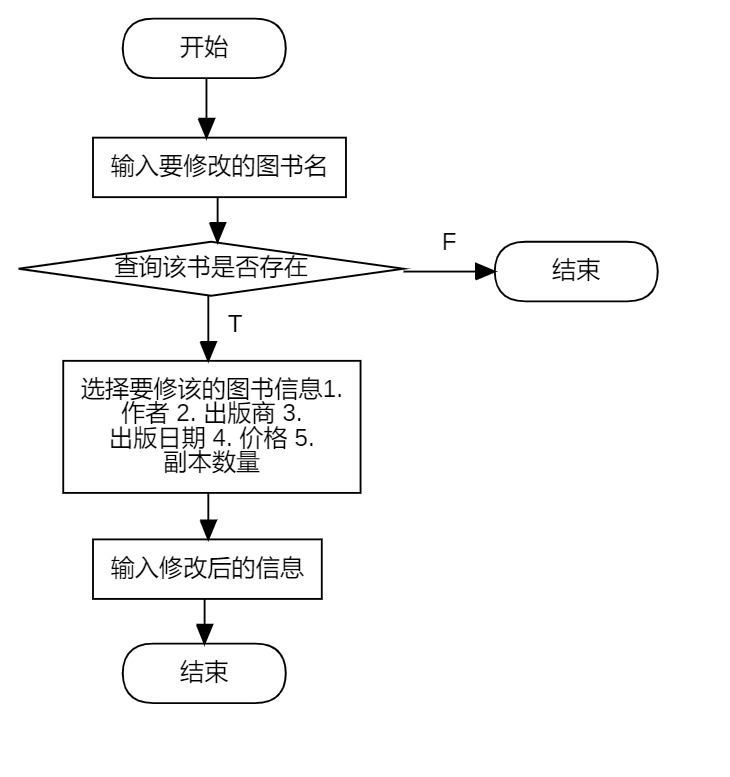 开始
输入要修改的图书名
查询该书是否存在
F
结束
T
选择要修该的图书信息1.
作者 2. 出版商 3.
出版日期 4. 价格 5.
副本数量
输入修改后的信息
结束